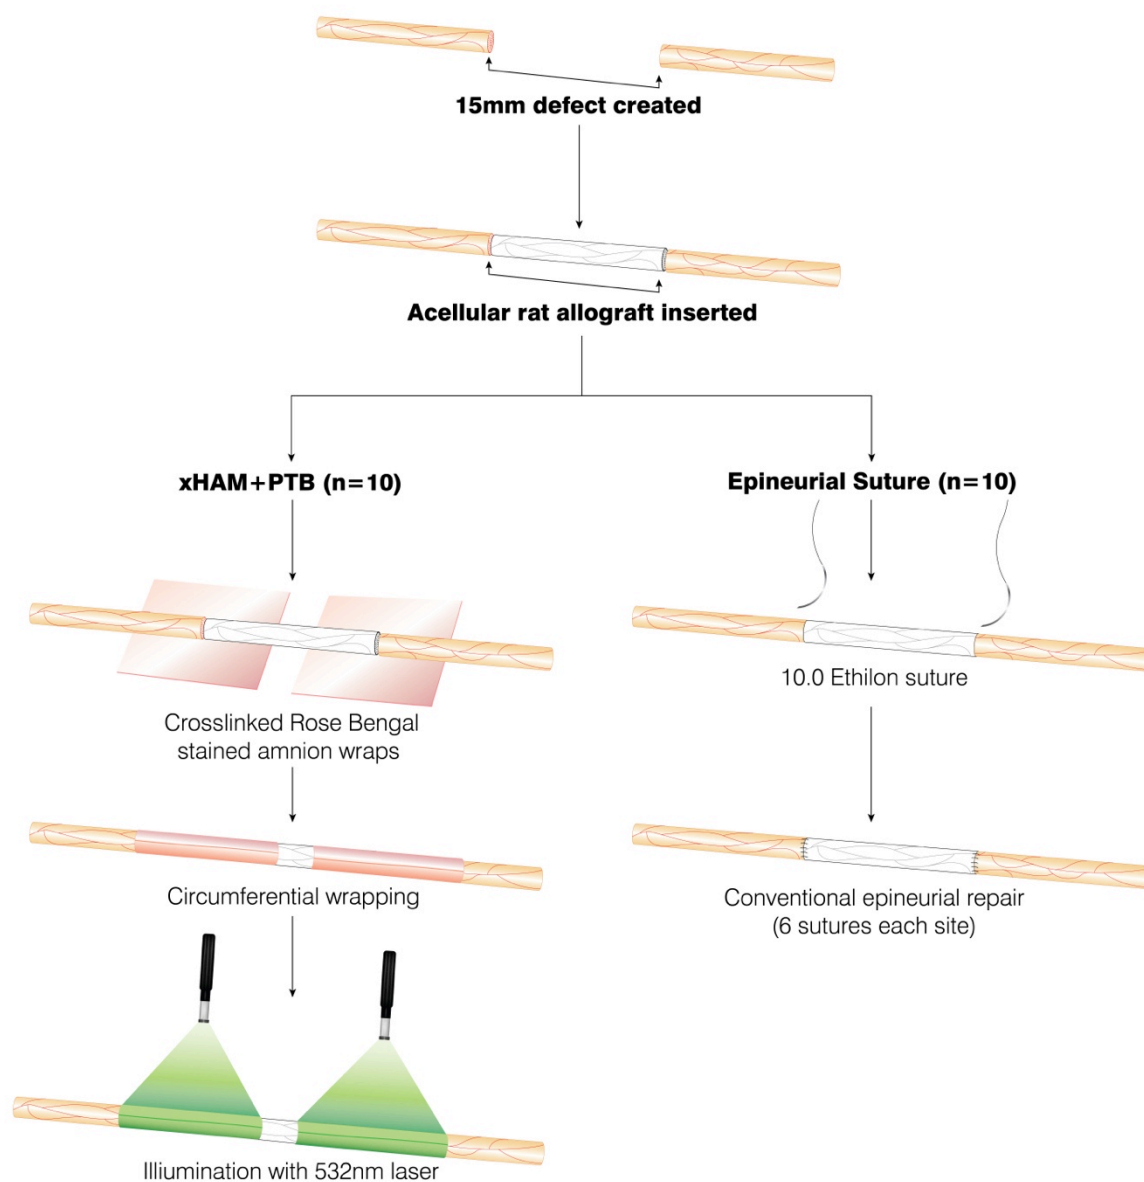 15mm defect created
Acellular rat allograft inserted
xHAM+PTB (n=10)
Epineurial Suture (n=10)
Crosslinked Rose Bengal
stained amnion wraps
10.0 Ethilon suture
Circumferential wrapping
Conventional epineurial repair
(6 sutures each site)
Illiumination with 532nm laser